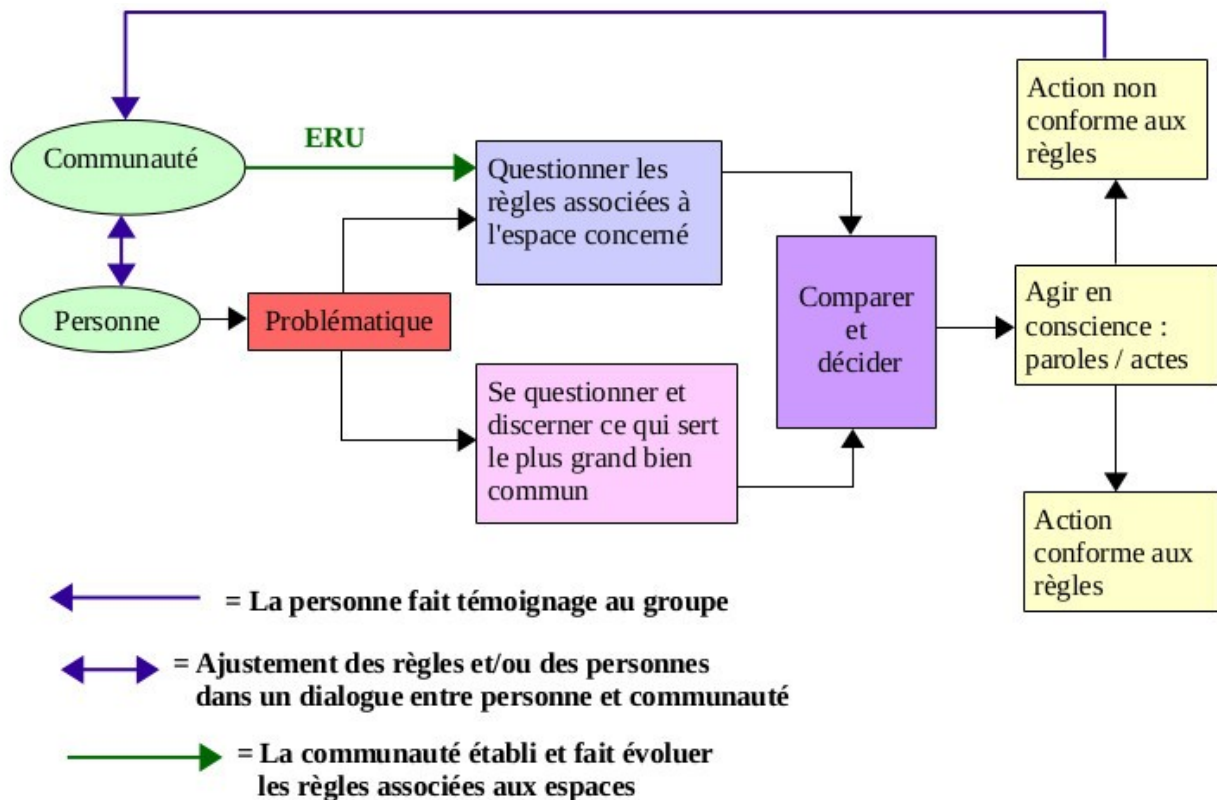 Communauté
ERU
Questionner les
règles associées à
l'espace concerné
Action non
conforme aux
règles
Personne
Problématique
Comparer
et
décider
Agir en
conscience :
paroles / actes
Se questionner et
discerner ce qui sert
le plus grand bien
commun
Action
conforme aux
règles
= La personne fait témoignage au groupe
= Ajustement des règles et/ou des personnes
dans un dialogue entre personne et communauté
= La communauté établi et fait évoluer
les règles associées aux espaces